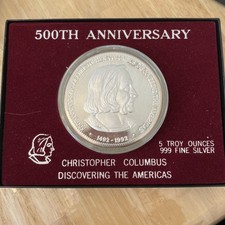 500TH ANNIVERSARY
1492-1992
5 TROY OUNCES
999 FINE SILVER
CHRISTOPHER COLUMBUS
DISCOVERING THE AMERICAS